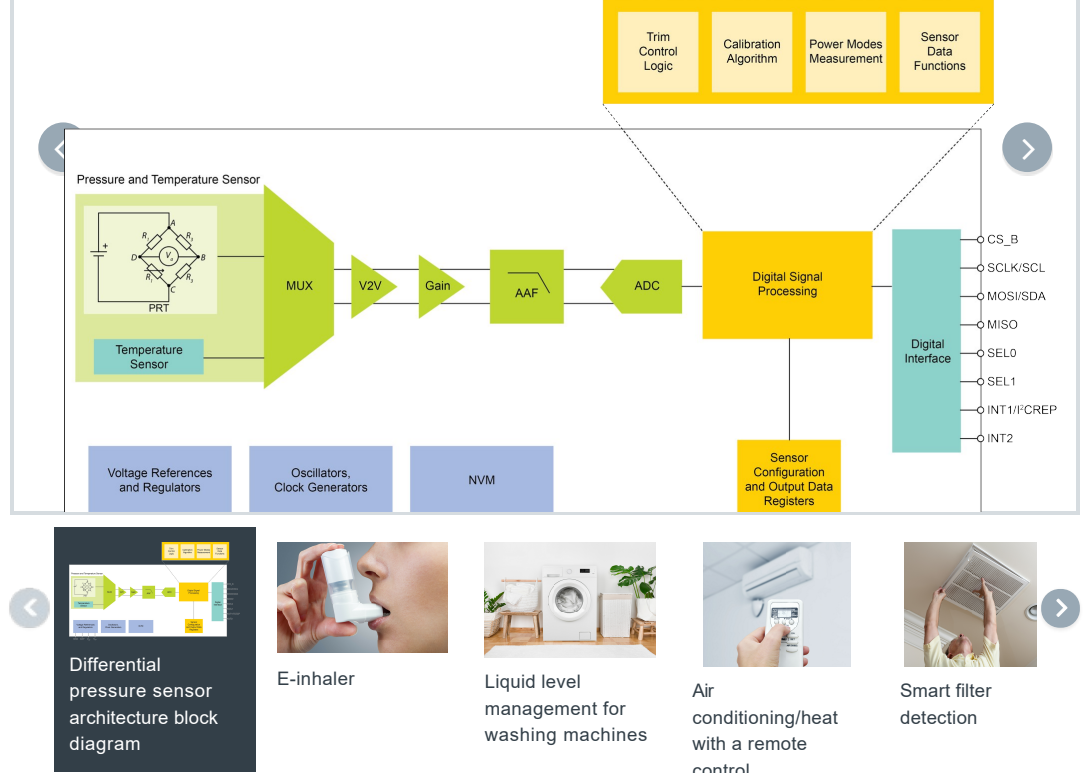 Trim
Control
Logic
Calibration
Algorithm
Power Modes
Measurement
Sensor
Data
Functions
Pressure and Temperature Sensor
PRT
Temperature
Sensor
MUX
V2V
Gain
AAF
ADC
Digital Signal
Processing
Digital
Interface
CS_B
SCLK/SCL
MOSI/SDA
MISO
SEL0
SEL1
INT1/I²CREP
INT2
Voltage References
and Regulators
Oscillators,
Clock Generators
NVM
Sensor
Configuration
and Output Data
Registers
Differential
pressure sensor
architecture block
diagram
E-inhaler
Liquid level
management for
washing machines
Air
conditioning/heat
with a remote
control
Smart filter
detection